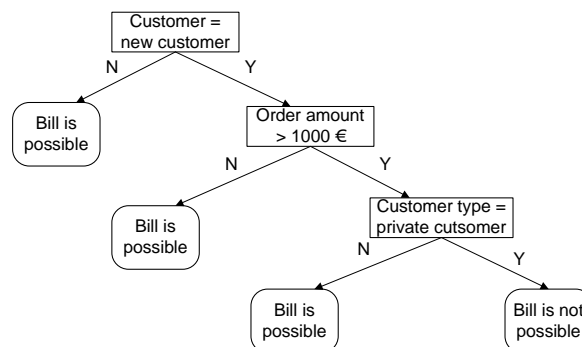 Customer =
new customer
N
Y
Bill is
possible
Order amount
> 1000 €
N
Y
Bill is
possible
Customer type =
private cutsomer
N
Y
Bill is
possible
Bill is not
possible